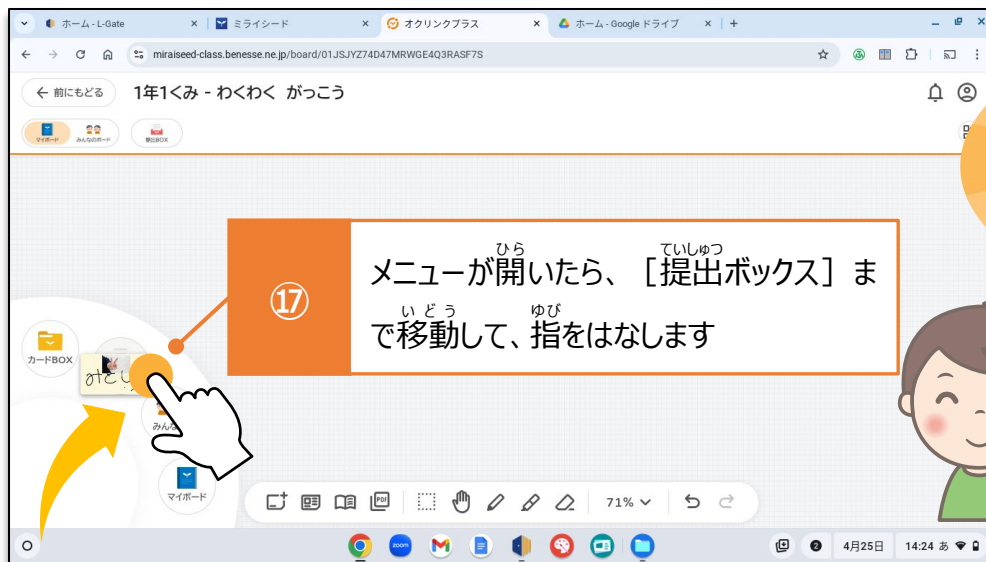 ホーム - L-Gate
ミライシード
オクリンクプラス
ホーム - Google ドライブ
miraiseed-class.benesse.ne.jp/board/01JSJYZ74D47MRWGE4Q3RASF7S
前にもどる
1年1くみ - わくわく がっこう
マイボード
みんなのボード
提出BOX
⑰
メニューが開いたら、［提出ボックス］ま
で移動して、指をはなします
ひら
ていしゅつ
いどう
ゆび
カードBOX
みんな
マイボード
PDF
71%
zoom
2
4月25日
14:24 あ